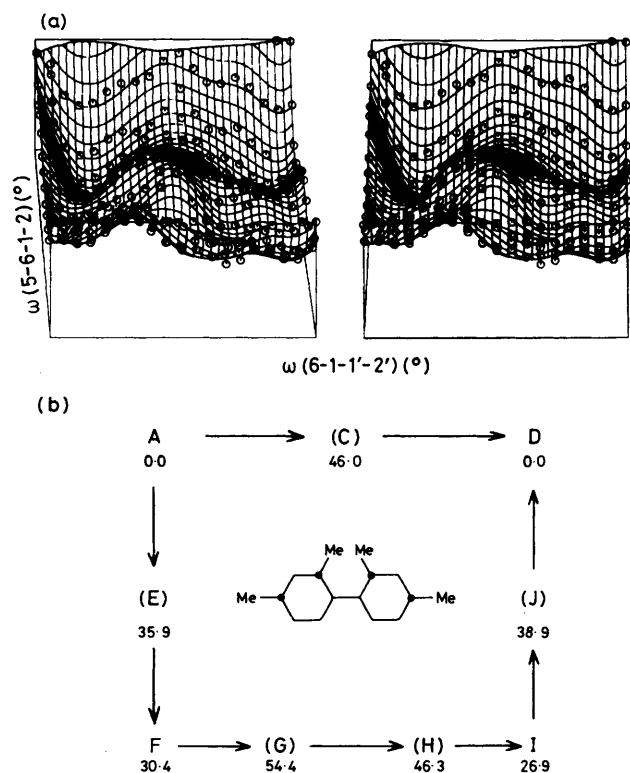 (a)
ω(5-6-1-2)(°)
ω(6-1-1'-2')(°)
(b)
A (C) D
0·0 46·0 0·0
Me Me
(E) Me Me (J)
35·9 38·9
F (G) (H) I
30·4 54·4 46·3 26·9